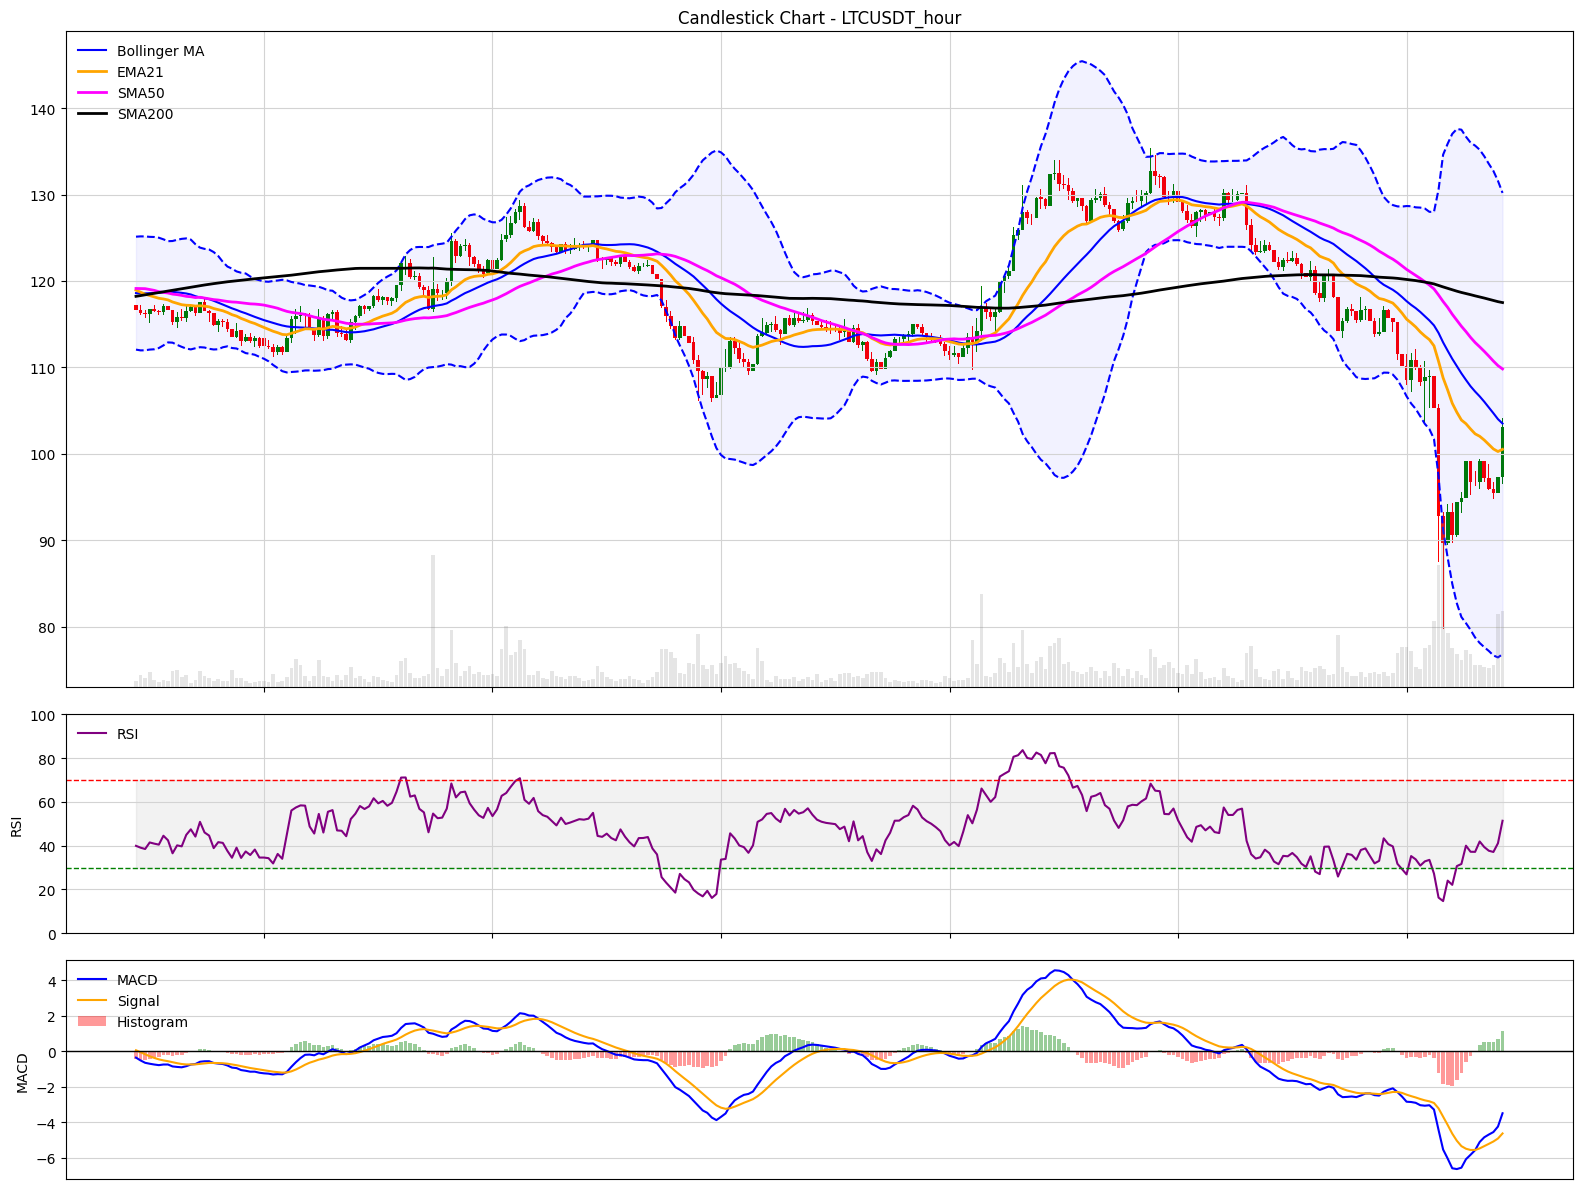 Candlestick Chart - LTCUSDT_hour
Bollinger MA
EMA21
SMA50
SMA200
140
130
120
110
100
90
80
RSI
100
80
60
40
20
0
RSI
MACD
Signal
Histogram
4
2
0
−2
−4
−6
MACD